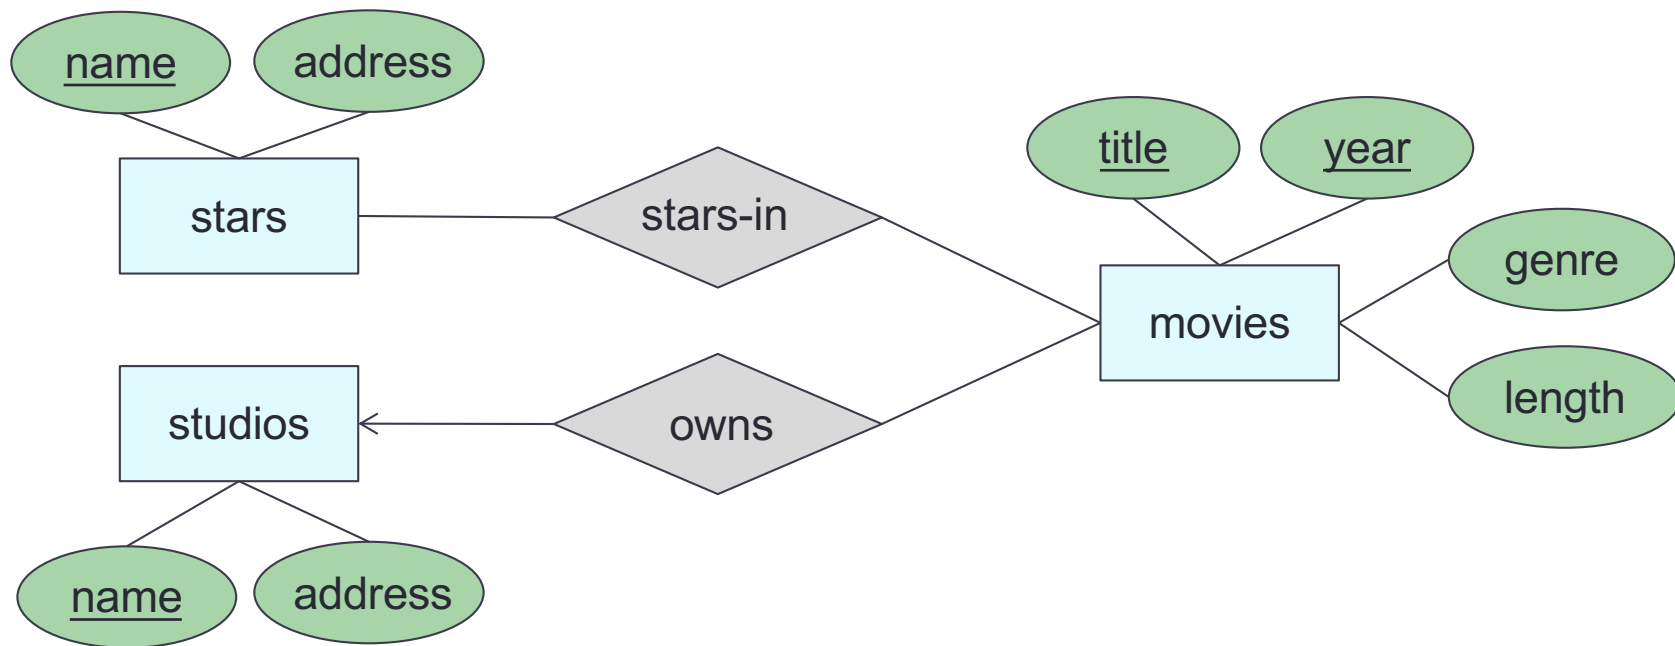 name
address
stars
stars-in
title
year
movies
genre
length
studios
owns
name
address